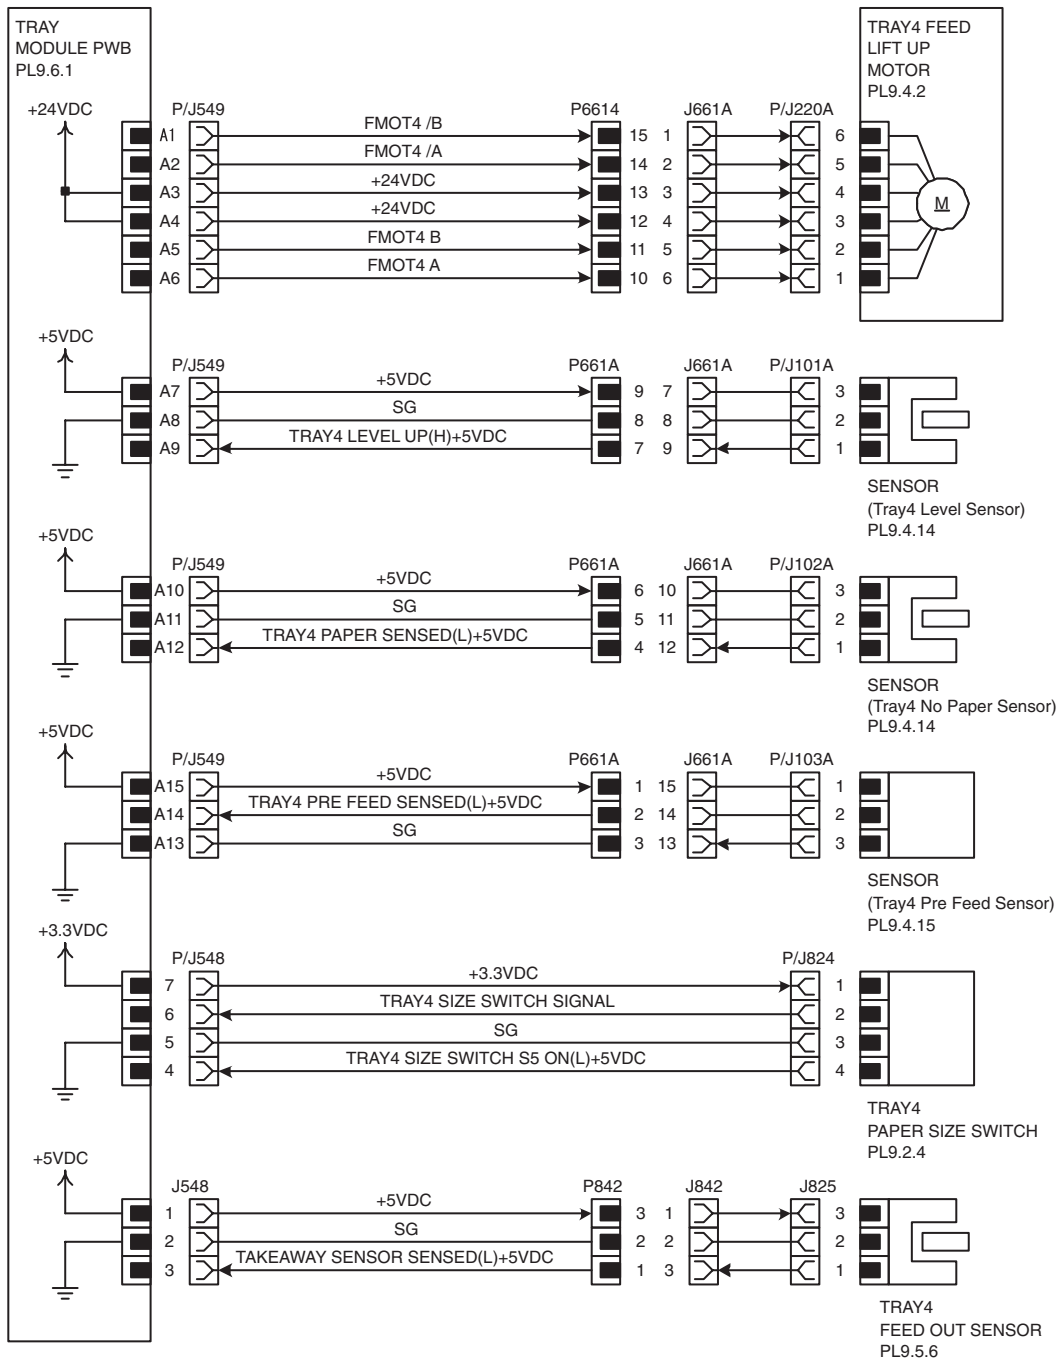 TRAY
MODULE PWB
PL9.6.1
TRAY4 FEED
LIFT UP
MOTOR
PL9.4.2
+24VDC P/J549 P6614 J661A P/J220A
A1 FMOT4 /B 15 1 6
A2 FMOT4 /A 14 2 5
A3 +24VDC 13 3 4
A4 +24VDC 12 4 3
A5 FMOT4 B 11 5 2
A6 FMOT4 A 10 6 1
M
+5VDC
P/J549 P661A J661A P/J101A
A7 +5VDC 9 7 3
A8 SG 8 8 2
A9 TRAY4 LEVEL UP(H)+5VDC 7 9 1
SENSOR
(Tray4 Level Sensor)
PL9.4.14
+5VDC
P/J549 P661A J661A P/J102A
A10 +5VDC 6 10 3
A11 SG 5 11 2
A12 TRAY4 PAPER SENSED(L)+5VDC 4 12 1
SENSOR
(Tray4 No Paper Sensor)
PL9.4.14
+5VDC
P/J549 P661A J661A P/J103A
A15 +5VDC 1 15 1
A14 TRAY4 PRE FEED SENSED(L)+5VDC 2 14 2
A13 SG 3 13 3
SENSOR
(Tray4 Pre Feed Sensor)
PL9.4.15
+3.3VDC
P/J548 P/J824
7 +3.3VDC 1
6 TRAY4 SIZE SWITCH SIGNAL 2
5 SG 3
4 TRAY4 SIZE SWITCH S5 ON(L)+5VDC 4
TRAY4
PAPER SIZE SWITCH
PL9.2.4
+5VDC
J548 P842 J842 J825
1 +5VDC 3 1 3
2 SG 2 2 2
3 TAKEAWAY SENSOR SENSED(L)+5VDC 1 3 1
TRAY4
FEED OUT SENSOR
PL9.5.6